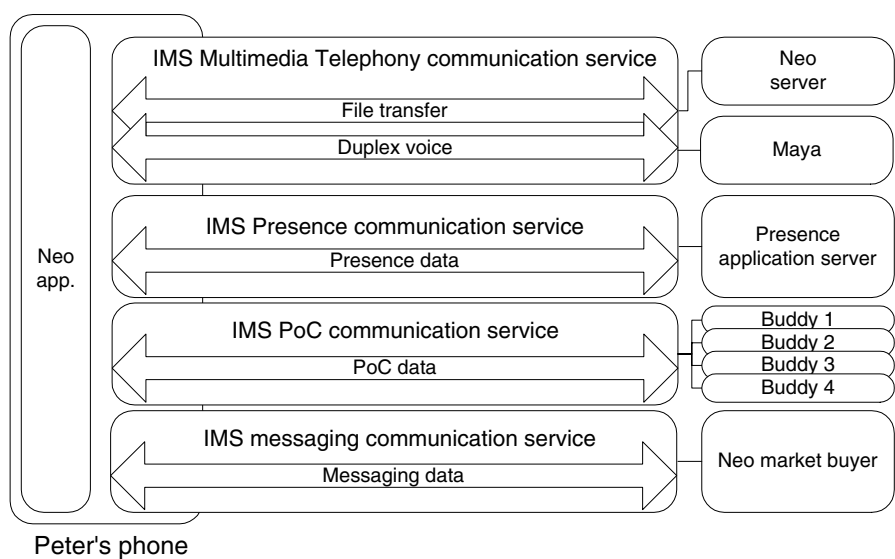 IMS Multimedia Telephony communication service
File transfer
Duplex voice
Neo
server
Maya
IMS Presence communication service
Presence data
Presence
application server
Neo
app.
IMS PoC communication service
PoC data
Buddy 1
Buddy 2
Buddy 3
Buddy 4
IMS messaging communication service
Messaging data
Neo market buyer
Peter's phone